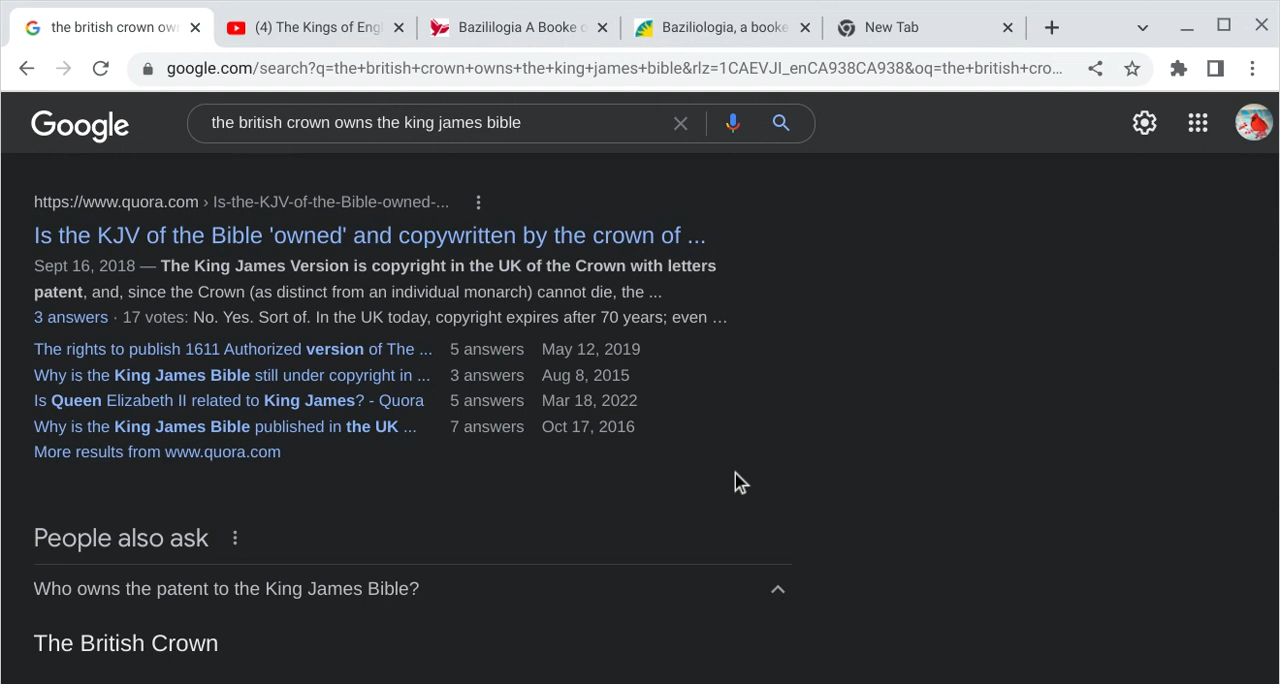 the british crown ow
(4) The Kings of Eng
Bazililogia A Booke o
Baziliologia, a booke
New Tab
google.com/search?q=the+british+crown+owns+the+king+james+bible&rlz=1CAEVJI_enCA938CA938&oq=the+british+cro...
Google
the british crown owns the king james bible
https://www.quora.com › Is-the-KJV-of-the-Bible-owned-...
Is the KJV of the Bible 'owned' and copywritten by the crown of ...
Sept 16, 2018 — The King James Version is copyright in the UK of the Crown with letters
patent, and, since the Crown (as distinct from an individual monarch) cannot die, the ...
3 answers · 17 votes: No. Yes. Sort of. In the UK today, copyright expires after 70 years; even ...
The rights to publish 1611 Authorized version of The ... 5 answers May 12, 2019
Why is the King James Bible still under copyright in ... 3 answers Aug 8, 2015
Is Queen Elizabeth II related to King James? - Quora 5 answers Mar 18, 2022
Why is the King James Bible published in the UK ... 7 answers Oct 17, 2016
More results from www.quora.com
People also ask
Who owns the patent to the King James Bible?
The British Crown